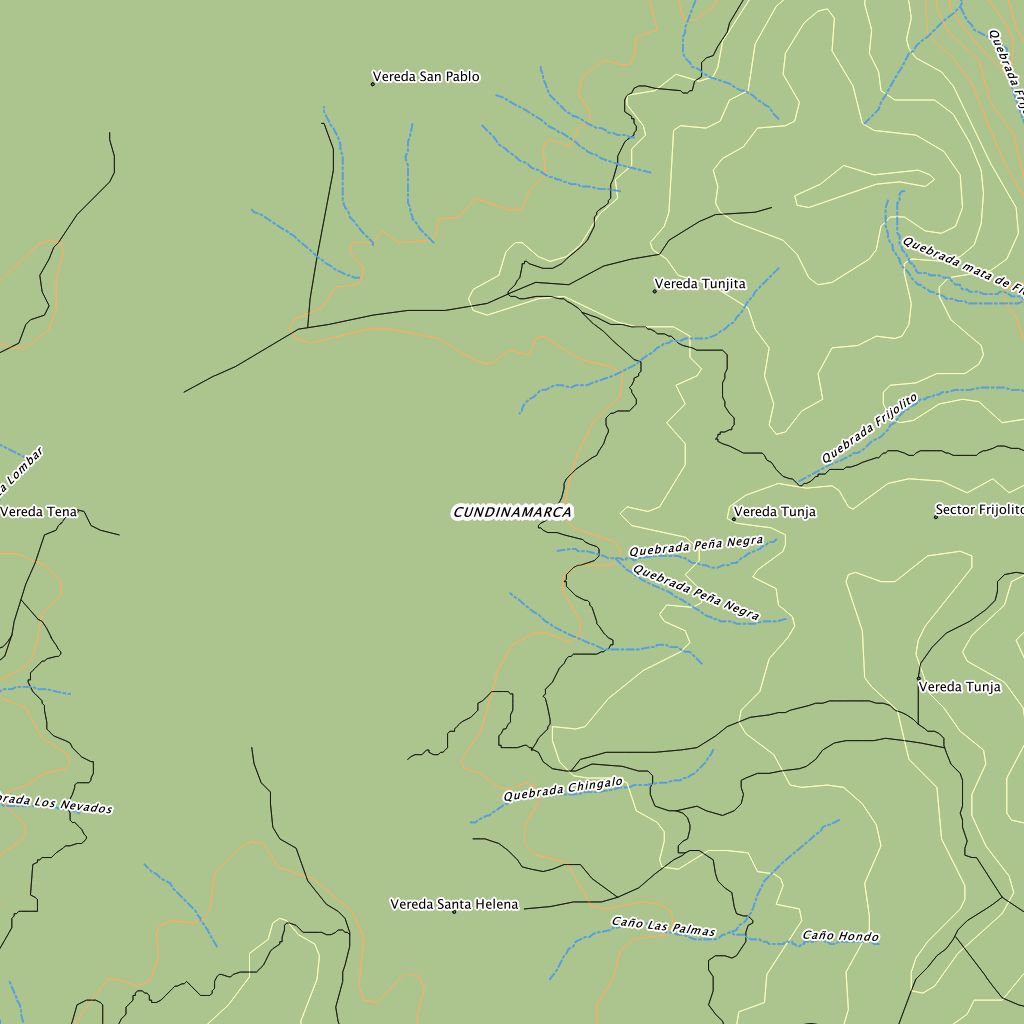 Vereda San Pablo
Quebrada
Vereda Tunjita
Quebrada mata de
Quebrada Frijolito
Lombar
Vereda Tena
CUNDINAMARCA
Vereda Tunja
Sector Frijolito
Quebrada Peña Negra
Quebrada Peña Negra
Vereda Tunja
Quebrada Chingalo
Los Nevados
Vereda Santa Helena
Caño Las Palmas
Caño Hondo